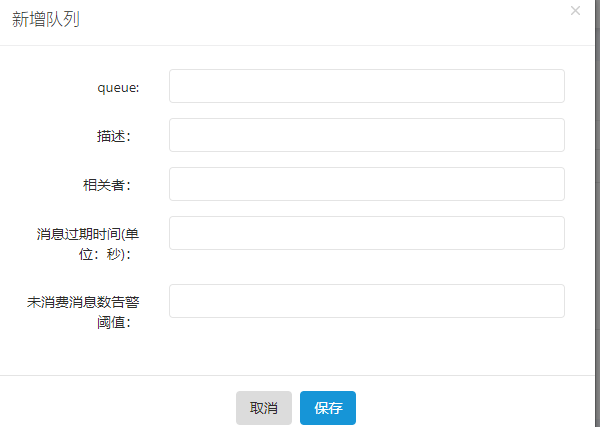 新增队列
×
queue:
描述：
相关者：
消息过期时间(单
位：秒)：
未消费消息数告警
阈值：
取消
保存